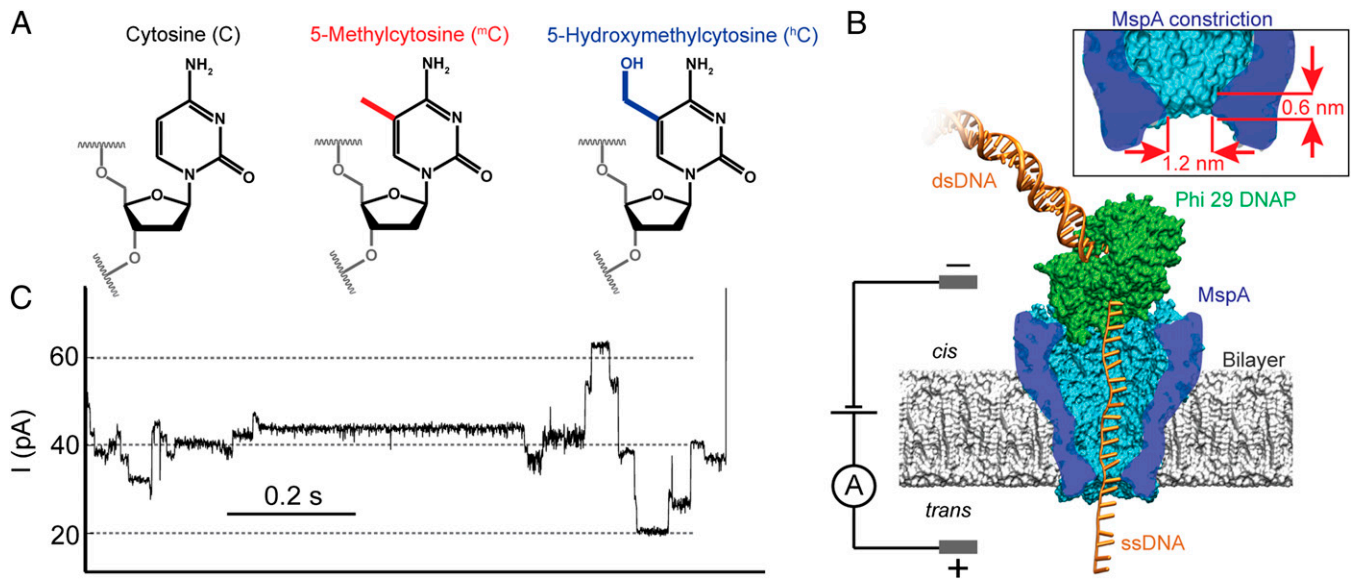 A
Cytosine (C)
NH₂
N
N
O
O
O
O
5-Methylcytosine (ᵐC)
NH₂
N
N
O
O
O
O
5-Hydroxymethylcytosine (ʰC)
OH
NH₂
N
N
O
O
O
O
B
MspA constriction
0.6 nm
1.2 nm
dsDNA
Phi 29 DNAP
−
MspA
cis
Bilayer
A
trans
ssDNA
+
C
I (pA)
60
40
20
0.2 s